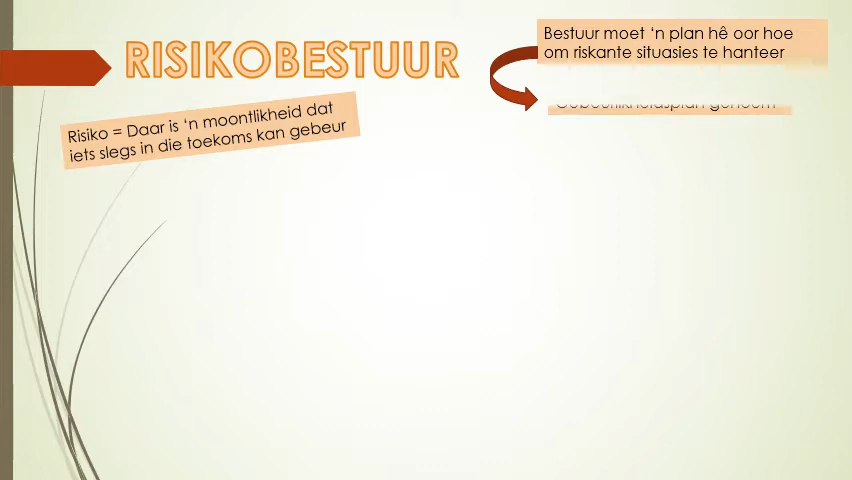 RISIKOBESTUUR
Bestuur moet ‘n plan hê oor hoe
om riskante situasies te hanteer
Risiko = Daar is ‘n moontlikheid dat
iets slegs in die toekoms kan gebeur